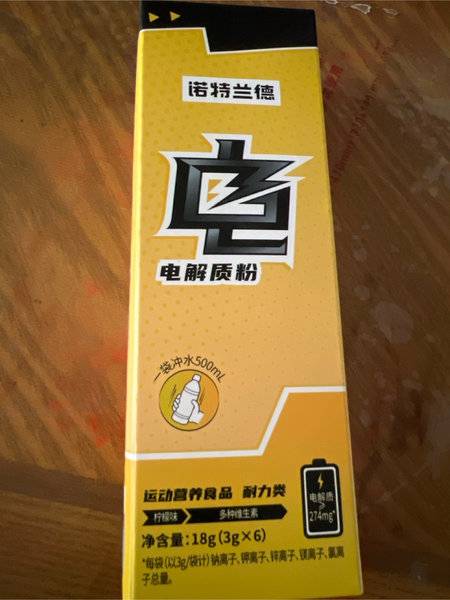 诺特兰德
电
电解质粉
一袋冲水500mL
运动营养食品 耐力类
柠檬味 多种维生素
电解质
≥
274mg*
净含量：18g(3g×6)
*每袋(以3g/袋计)钠离子、钾离子、锌离子、镁离子、氯离
子总量。